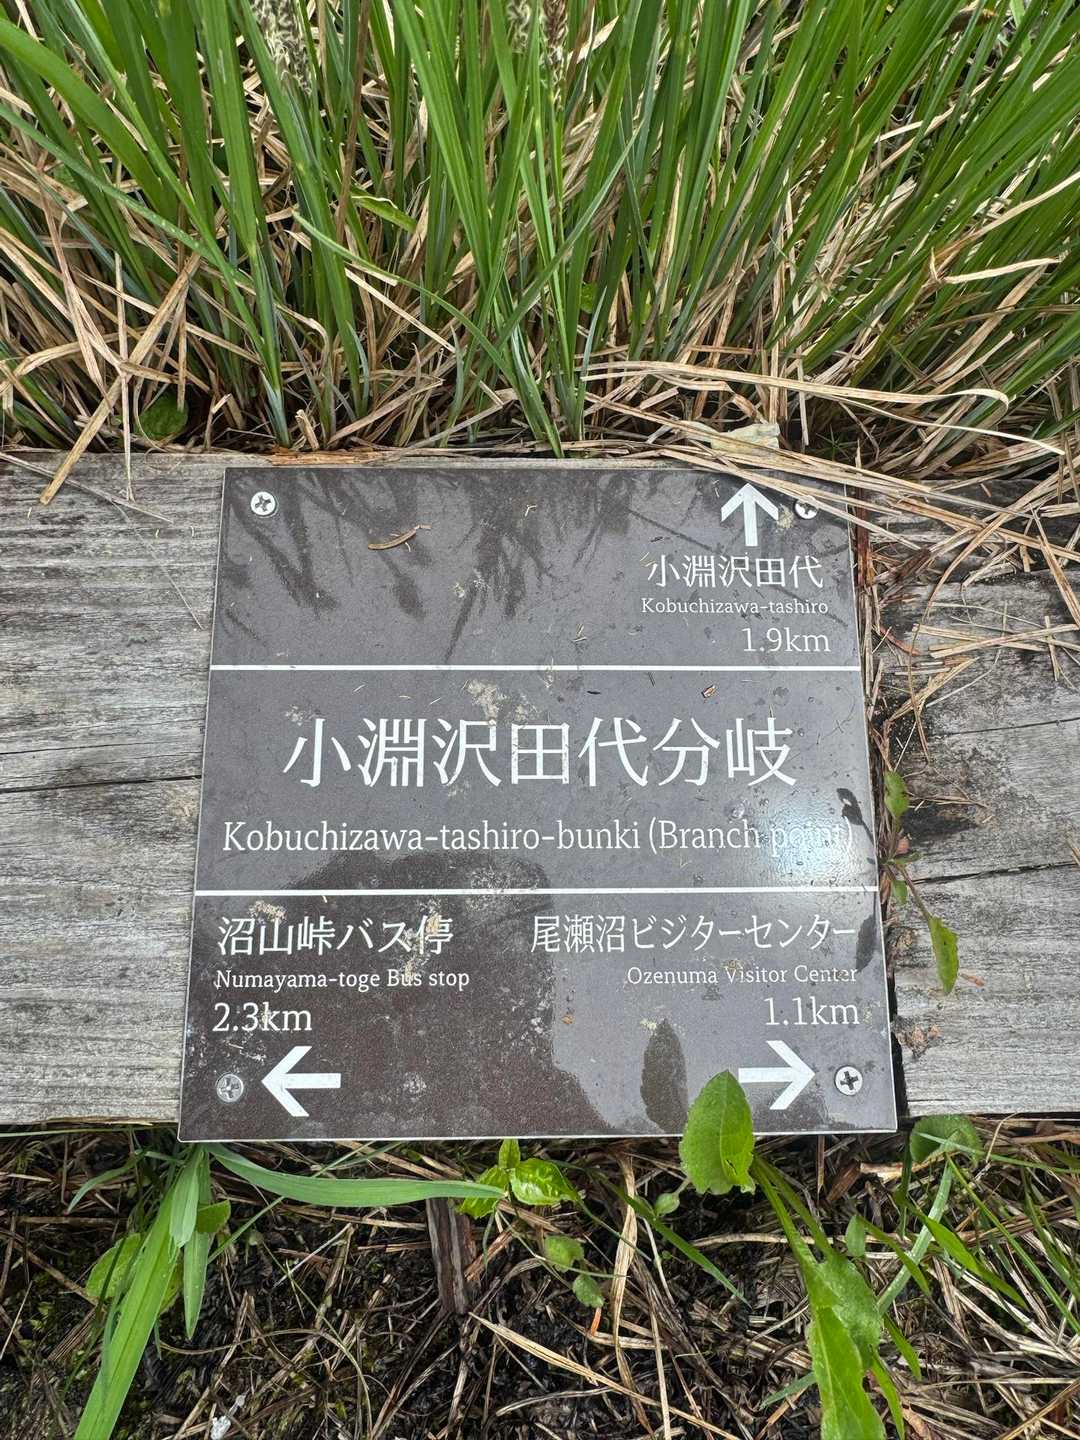 小淵沢田代
Kobuchizawa-tashiro
1.9km
小淵沢田代分岐
Kobuchizawa-tashiro-bunki (Branch point)
沼山峠バス停
Numayama-toge Bus stop
2.3km
尾瀬沼ビジターセンター
Ozenuma Visitor Center
1.1km